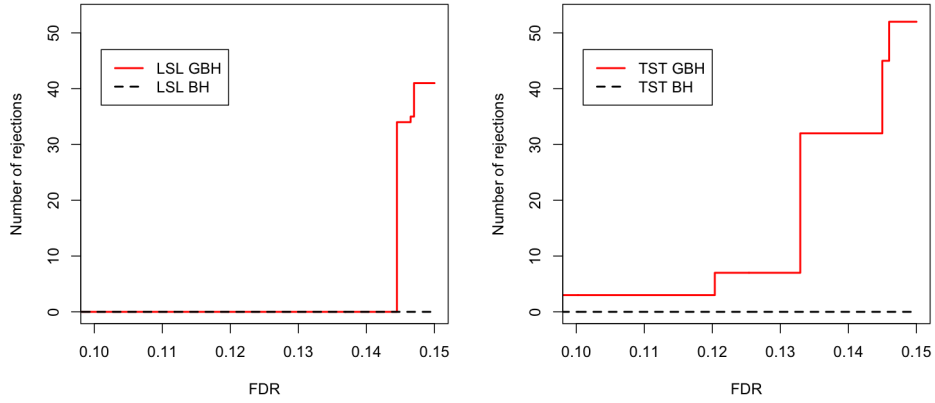 Number of rejections
50
40
30
20
10
0
LSL GBH
LSL BH
0.10 0.11 0.12 0.13 0.14 0.15
FDR
Number of rejections
50
40
30
20
10
0
TST GBH
TST BH
0.10 0.11 0.12 0.13 0.14 0.15
FDR